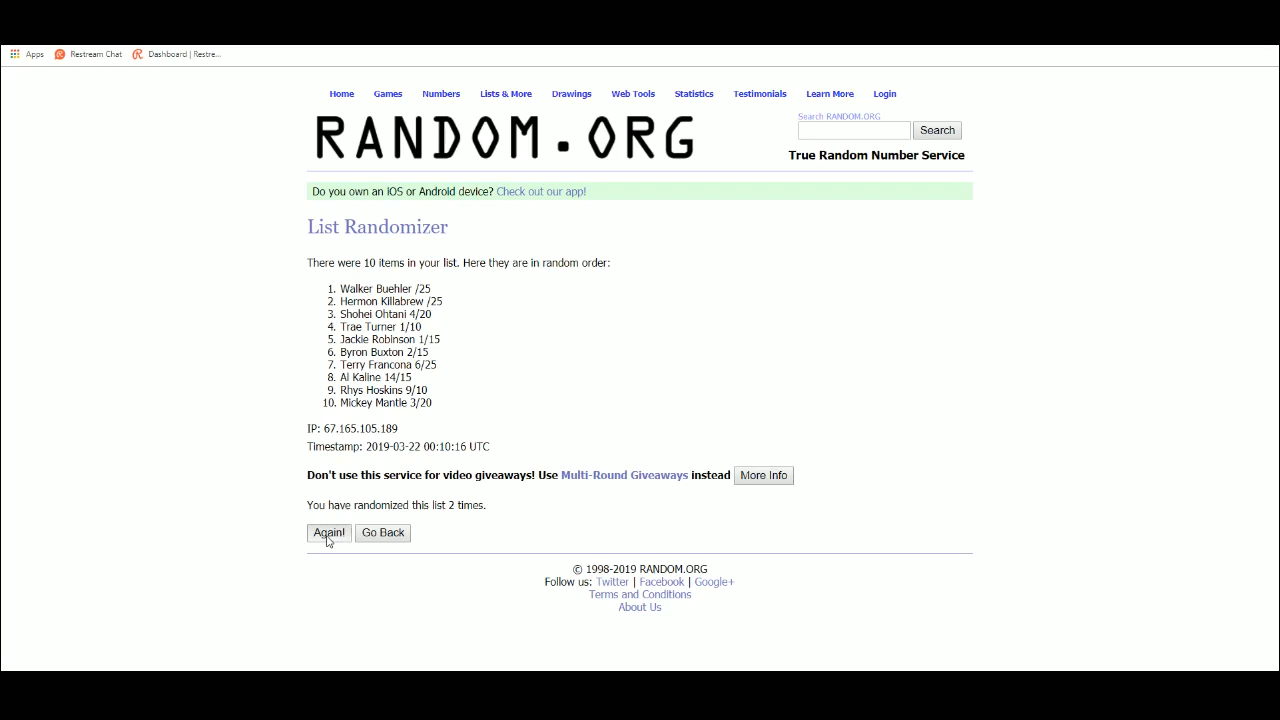 Apps Restream Chat Dashboard | Restre...
Home Games Numbers Lists & More Drawings Web Tools Statistics Testimonials Learn More Login
RANDOM.ORG
Search RANDOM.ORG
Search
True Random Number Service
Do you own an iOS or Android device? Check out our app!
List Randomizer
There were 10 items in your list. Here they are in random order:
1. Walker Buehler /25
2. Hermon Killabrew /25
3. Shohei Ohtani 4/20
4. Trae Turner 1/10
5. Jackie Robinson 1/15
6. Byron Buxton 2/15
7. Terry Francona 6/25
8. Al Kaline 14/15
9. Rhys Hoskins 9/10
10. Mickey Mantle 3/20
IP: 67.165.105.189
Timestamp: 2019-03-22 00:10:16 UTC
Don't use this service for video giveaways! Use Multi-Round Giveaways instead More Info
You have randomized this list 2 times.
Again! Go Back
© 1998-2019 RANDOM.ORG
Follow us: Twitter | Facebook | Google+
Terms and Conditions
About Us